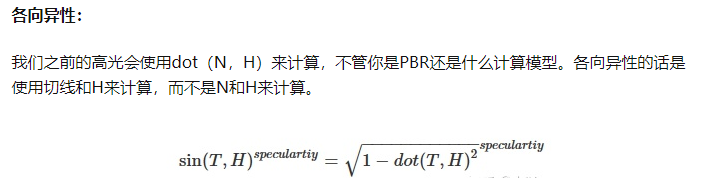 各向异性：
我们之前的高光会使用dot（N，H）来计算，不管你是PBR还是什么计算模型。各向异性的话是
使用切线和H来计算，而不是N和H来计算。
sin(T, H)^{speculartiy} = \sqrt{1 − dot(T, H)^2}^{speculartiy}